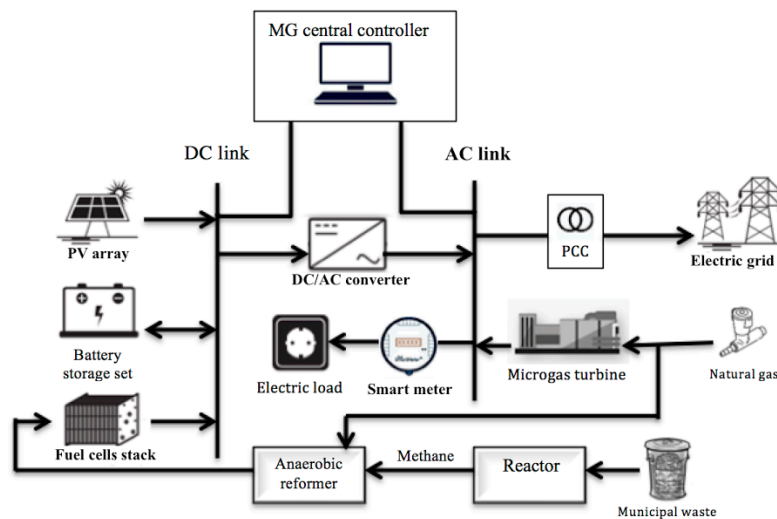 MG central controller
DC link
AC link
PV array
DC/AC converter
PCC
Electric grid
Battery
storage set
Electric load
Smart meter
Microgas turbine
Natural gas
Fuel cells stack
Anaerobic
reformer
Methane
Reactor
Municipal waste